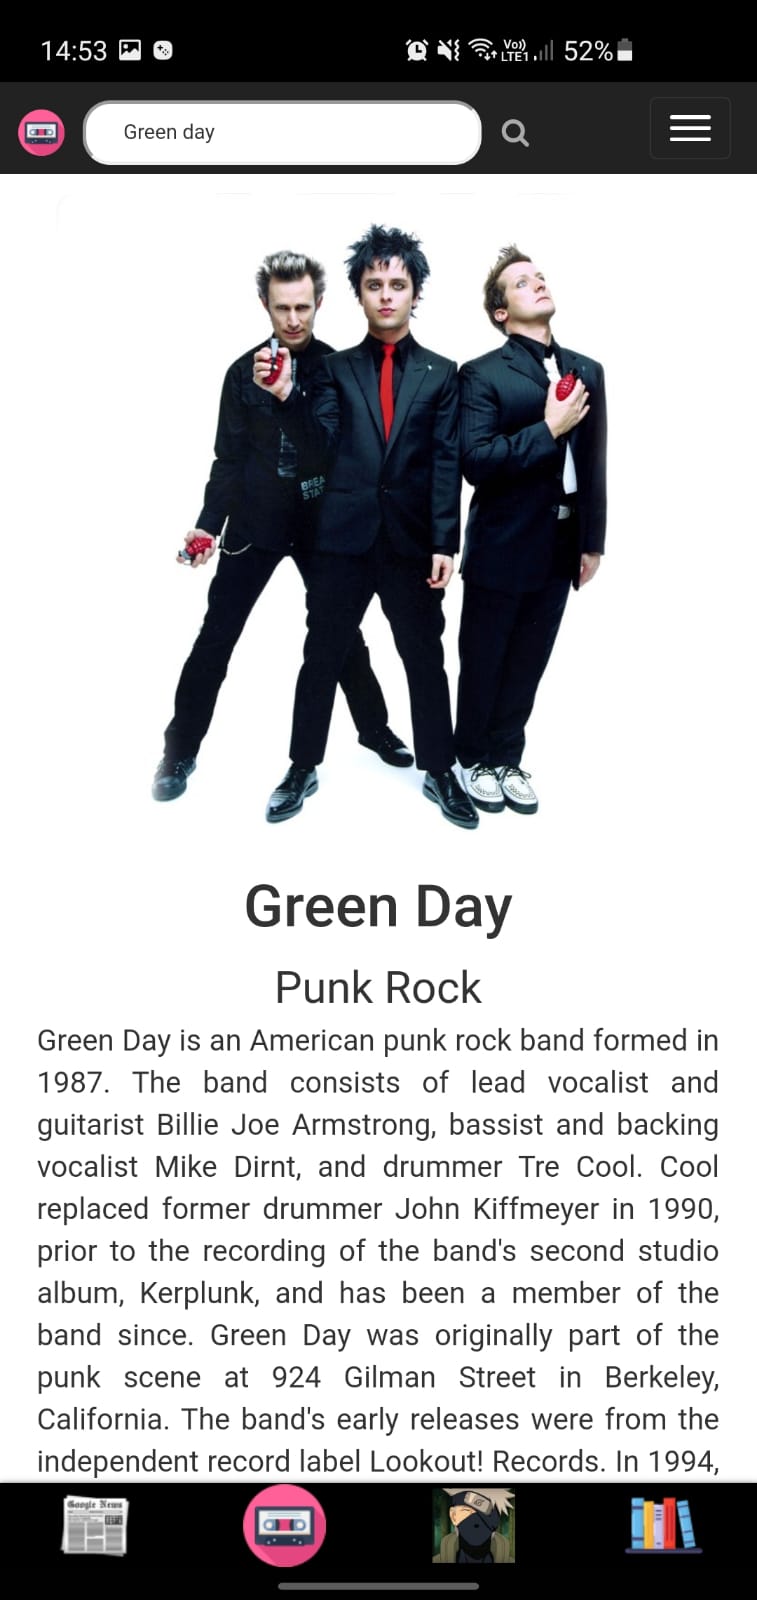 14:53
Vo))
LTE1
52%
Green day
BREA
STAT
Green Day
Punk Rock
Green Day is an American punk rock band formed in
1987. The band consists of lead vocalist and
guitarist Billie Joe Armstrong, bassist and backing
vocalist Mike Dirnt, and drummer Tre Cool. Cool
replaced former drummer John Kiffmeyer in 1990,
prior to the recording of the band's second studio
album, Kerplunk, and has been a member of the
band since. Green Day was originally part of the
punk scene at 924 Gilman Street in Berkeley,
California. The band's early releases were from the
independent record label Lookout! Records. In 1994,
Google News